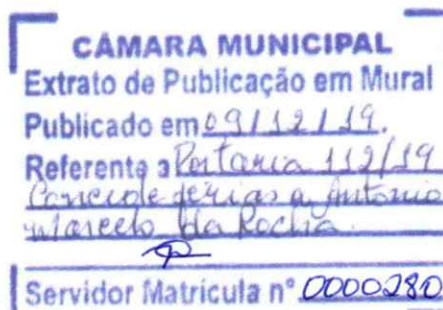 CÂMARA MUNICIPAL
Extrato de Publicação em Mural
Publicado em 09/12/19.
Referente a Portaria 112/19
Concede férias a Antonio
Marcelo da Rocha.
Servidor Matrícula nº 0000280